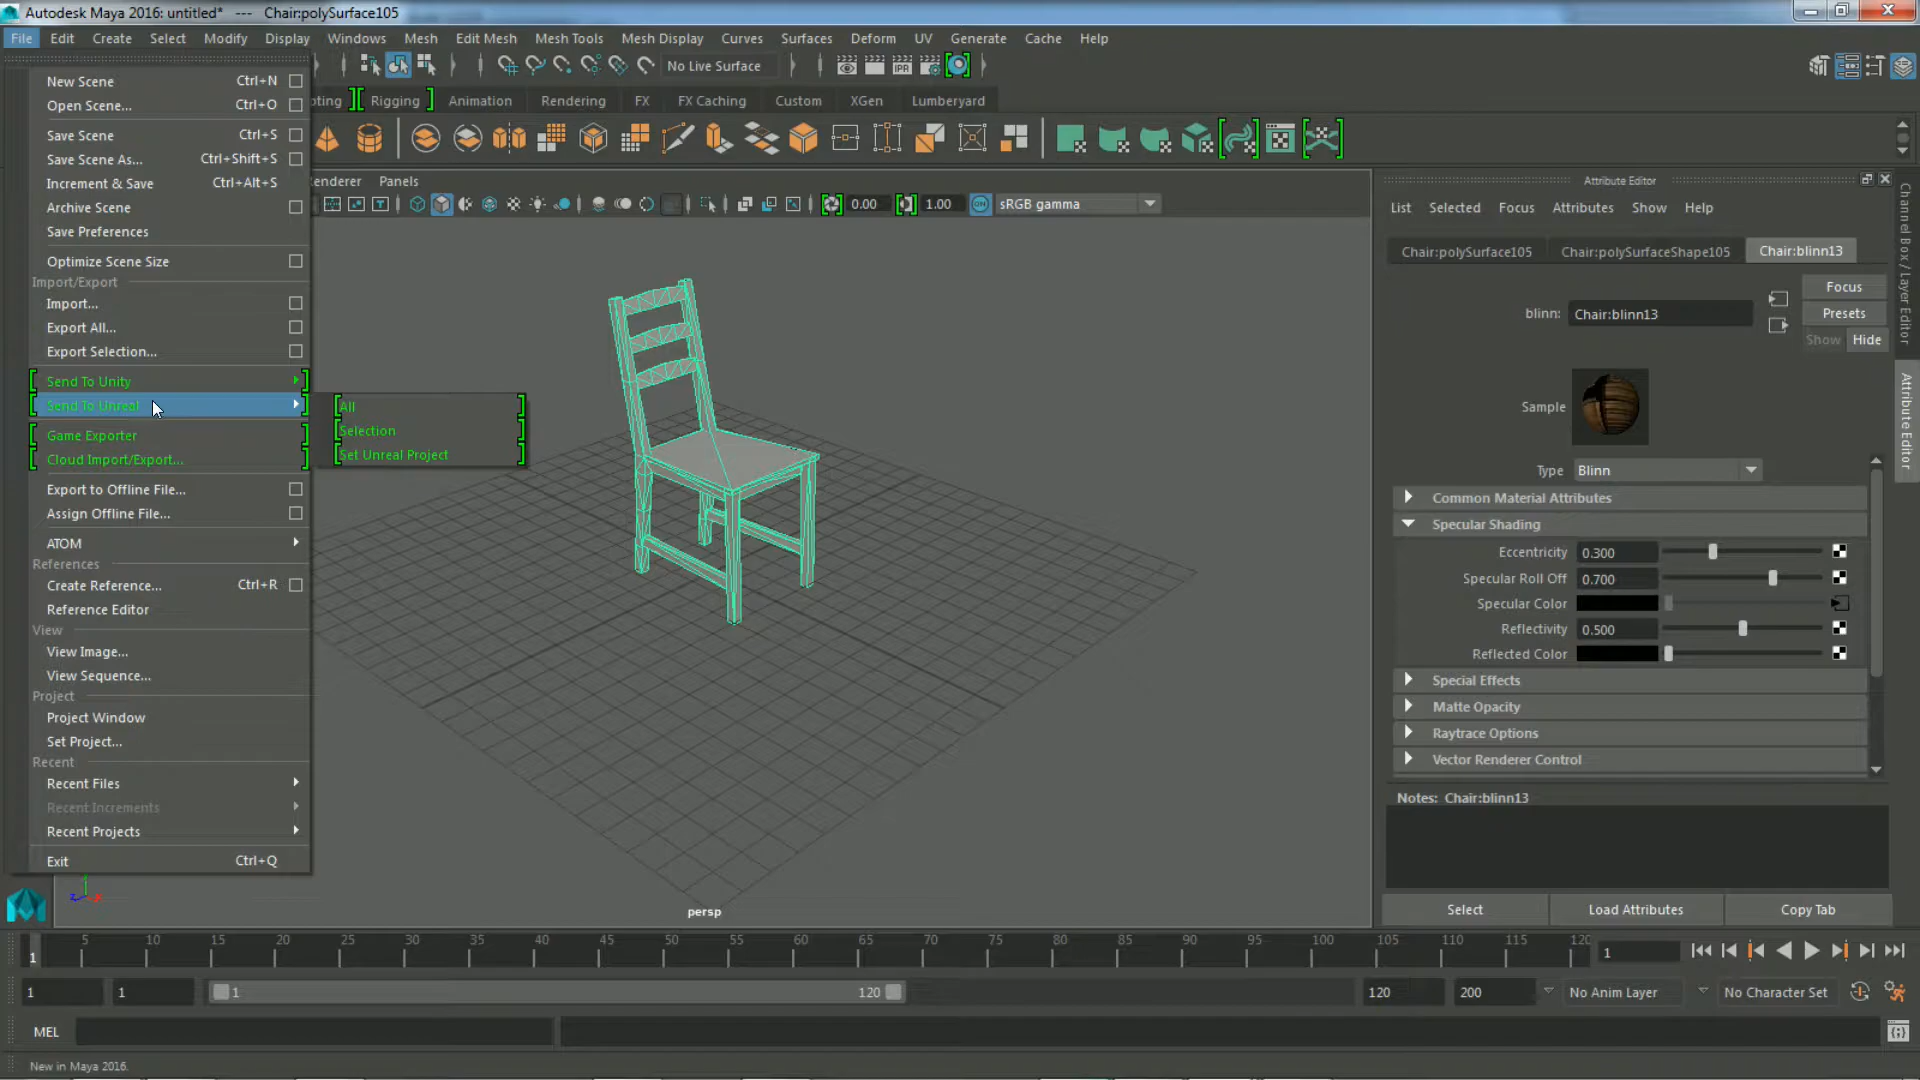 Autodesk Maya 2016: untitled* --- Chair:polySurface105
File Edit Create Select Modify Display Windows Mesh Edit Mesh Mesh Tools Mesh Display Curves Surfaces Deform UV Generate Cache Help
No Live Surface
IPR
Rigging Animation Rendering FX FX Caching Custom XGen Lumberyard
New Scene Ctrl+N
Open Scene... Ctrl+O
Save Scene Ctrl+S
Save Scene As... Ctrl+Shift+S
Increment & Save Ctrl+Alt+S
Archive Scene
Save Preferences
Optimize Scene Size
Import/Export
Import...
Export All...
Export Selection...
Send To Unity
Send To Unreal
Game Exporter
Cloud Import/Export...
Export to Offline File...
Assign Offline File...
ATOM
References
Create Reference... Ctrl+R
Reference Editor
View
View Image...
View Sequence...
Project
Project Window
Set Project...
Recent
Recent Files
Recent Increments
Recent Projects
Exit Ctrl+Q
All
Selection
Set Unreal Project
enderer Panels
0.00 1.00 ON sRGB gamma
persp
Attribute Editor
List Selected Focus Attributes Show Help
Chair:polySurface105 Chair:polySurfaceShape105 Chair:blinn13
Focus
blinn: Chair:blinn13 Presets
Show Hide
Sample
Type Blinn
Common Material Attributes
Specular Shading
Eccentricity 0.300
Specular Roll Off 0.700
Specular Color
Reflectivity 0.500
Reflected Color
Special Effects
Matte Opacity
Raytrace Options
Vector Renderer Control
Notes: Chair:blinn13
Select Load Attributes Copy Tab
Channel Box / Layer Editor
Attribute Editor
1 5 10 15 20 25 30 35 40 45 50 55 60 65 70 75 80 85 90 95 100 105 110 115 120 1
1 1 1 120 120 200 No Anim Layer No Character Set
MEL
New in Maya 2016.